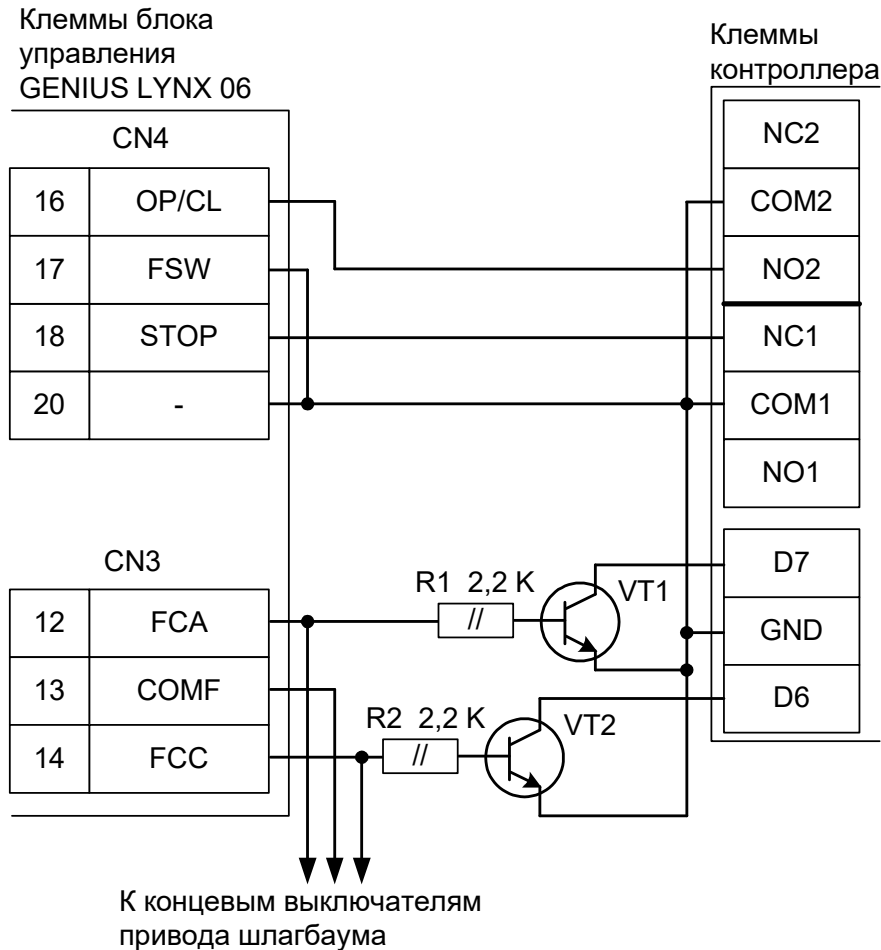 Клеммы блока
управления
GENIUS LYNX 06
Клеммы
контроллера
CN4
16 OP/CL
17 FSW
18 STOP
20 -
NC2
COM2
NO2
NC1
COM1
NO1
CN3
12 FCA
13 COMF
14 FCC
R1 2,2 K
//
VT1
R2 2,2 K
//
VT2
D7
GND
D6
К концевым выключателям
привода шлагбаума